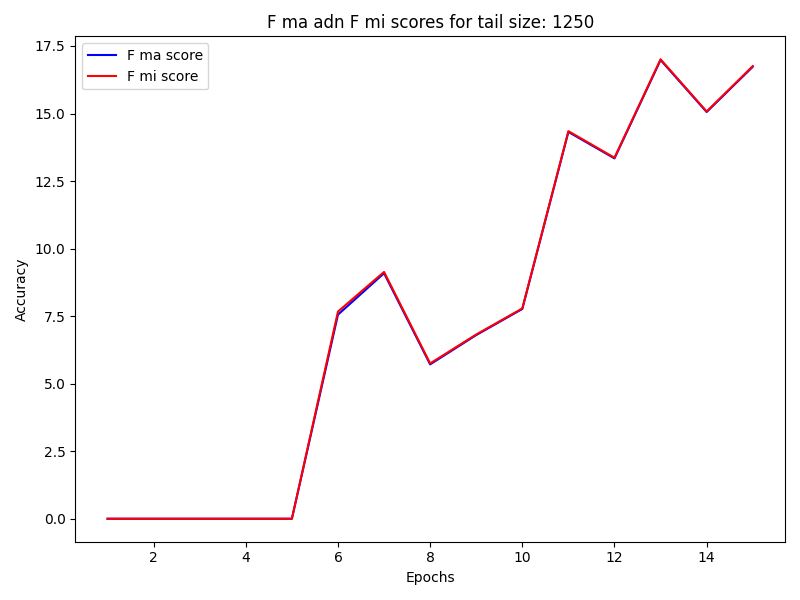 F ma adn F mi scores for tail size: 1250
F ma score
F mi score
17.5
15.0
12.5
10.0
7.5
5.0
2.5
0.0
Accuracy
2 4 6 8 10 12 14
Epochs